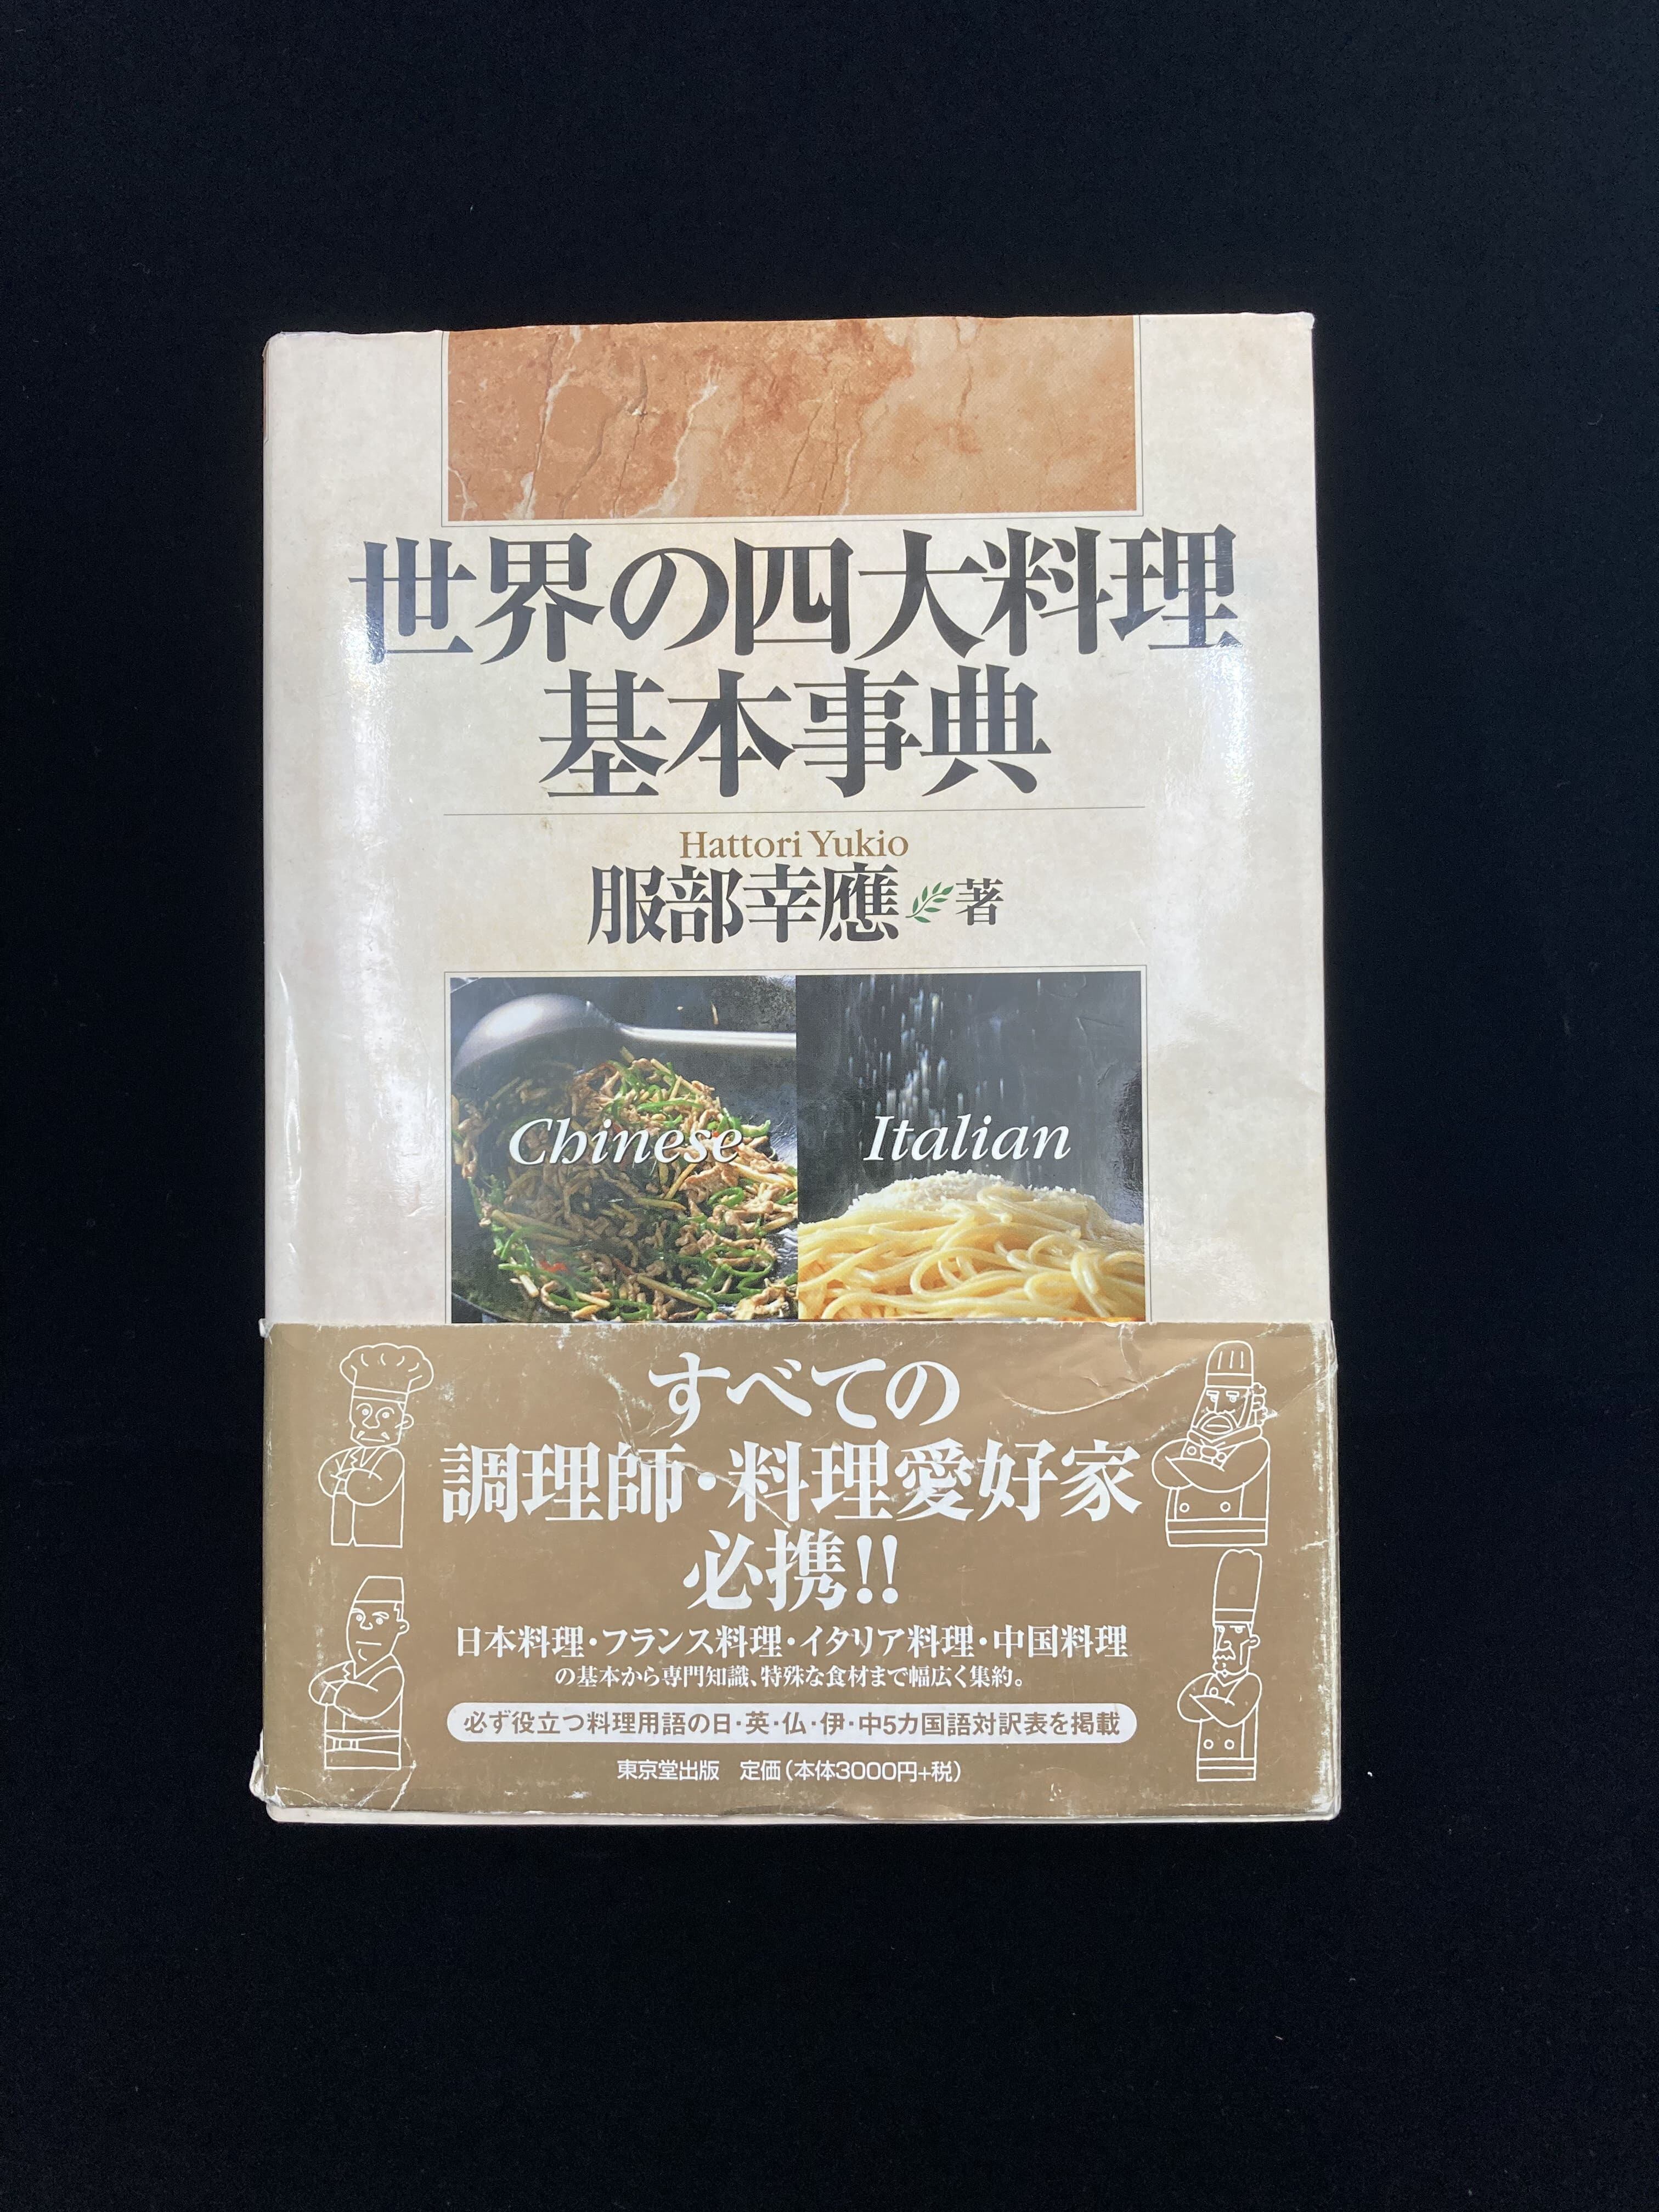 世界の四大料理
基本事典
Hattori Yukio
服部幸應 著
Chinese
Italian
すべての
調理師・料理愛好家
必携!!
日本料理・フランス料理・イタリア料理・中国料理
の基本から専門知識、特殊な食材まで幅広く集約。
必ず役立つ料理用語の日・英・仏・伊・中5カ国語対訳表を掲載
東京堂出版 定価(本体3000円+税)